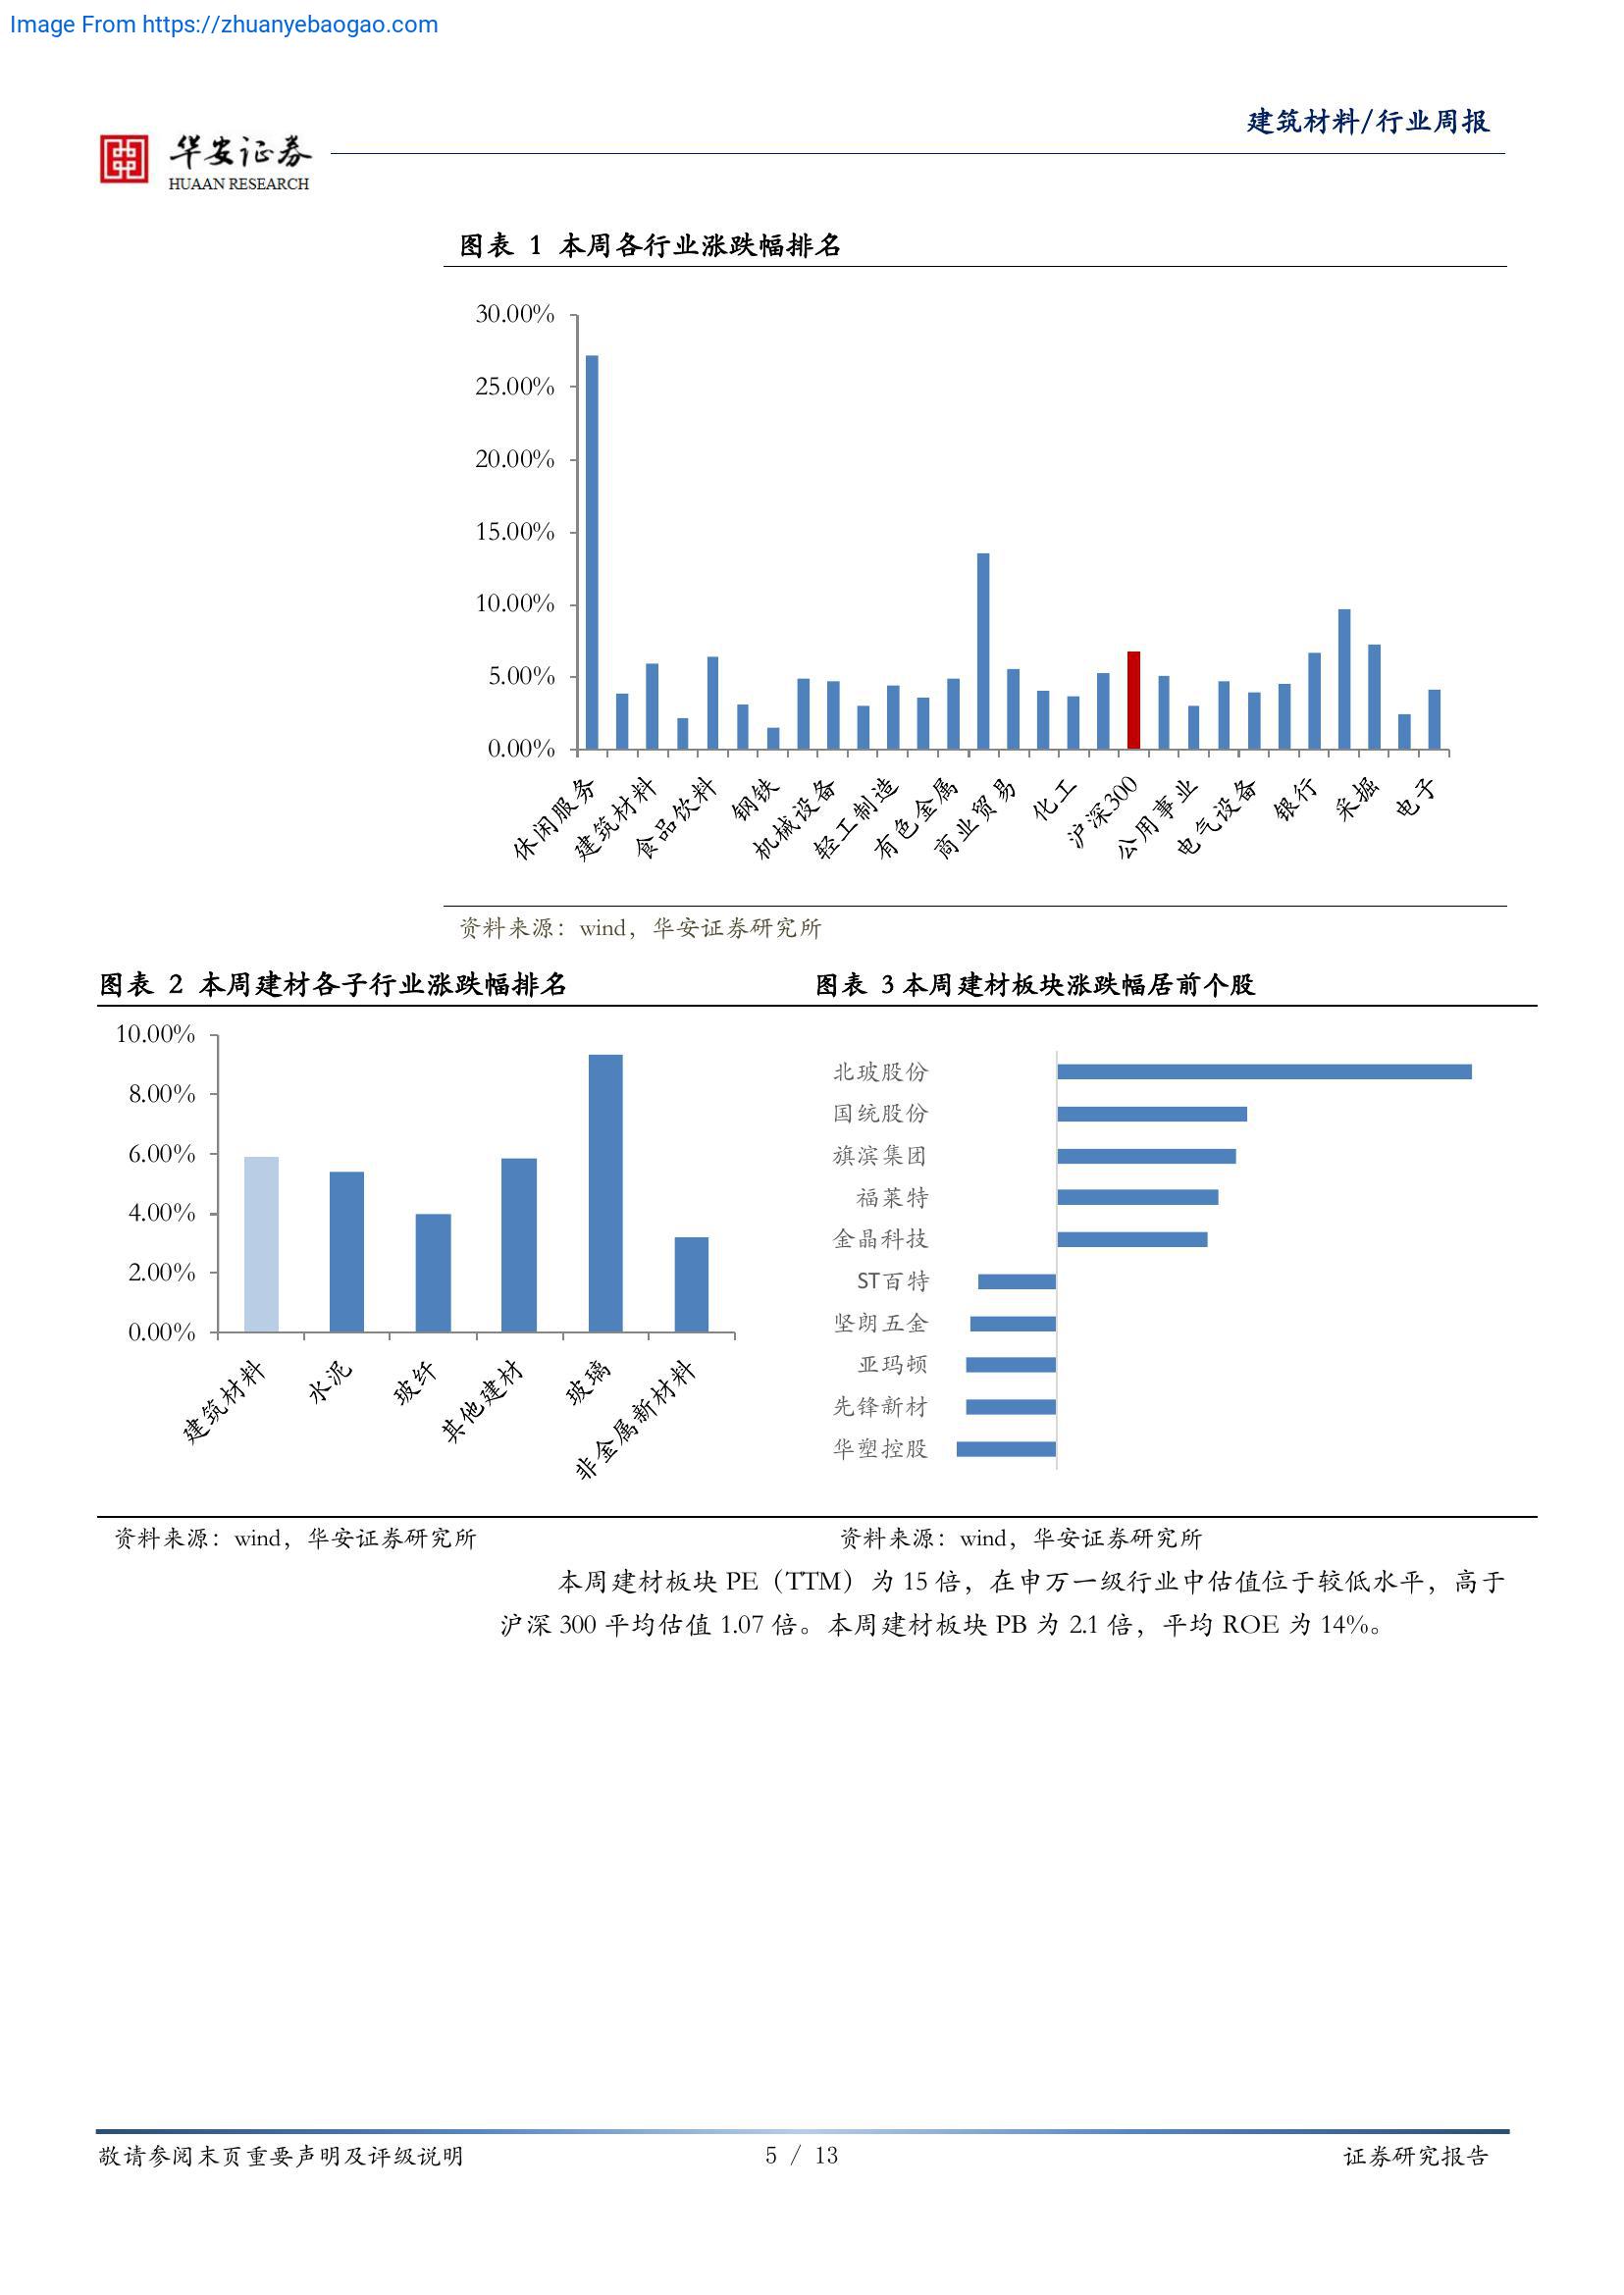 Image From https://zhuanyebaogao.com
建筑材料/行业周报
华安证券
HUAAN RESEARCH
图表 1 本周各行业涨跌幅排名
30.00%
25.00%
20.00%
15.00%
10.00%
5.00%
0.00%
休闲服务
建筑材料
食品饮料
钢铁
机械设备
轻工制造
有色金属
商业贸易
化工
沪深300
公用事业
电气设备
银行
采掘
电子
资料来源：wind，华安证券研究所
图表 2 本周建材各子行业涨跌幅排名
10.00%
8.00%
6.00%
4.00%
2.00%
0.00%
建筑材料
水泥
玻纤
其他建材
玻璃
非金属新材料
资料来源：wind，华安证券研究所
图表 3 本周建材板块涨跌幅居前个股
北玻股份
国统股份
旗滨集团
福莱特
金晶科技
ST百特
坚朗五金
亚玛顿
先锋新材
华塑控股
资料来源：wind，华安证券研究所
本周建材板块 PE（TTM）为 15 倍，在申万一级行业中估值位于较低水平，高于
沪深 300 平均估值 1.07 倍。本周建材板块 PB 为 2.1 倍，平均 ROE 为 14%。
敬请参阅末页重要声明及评级说明
5 / 13
证券研究报告